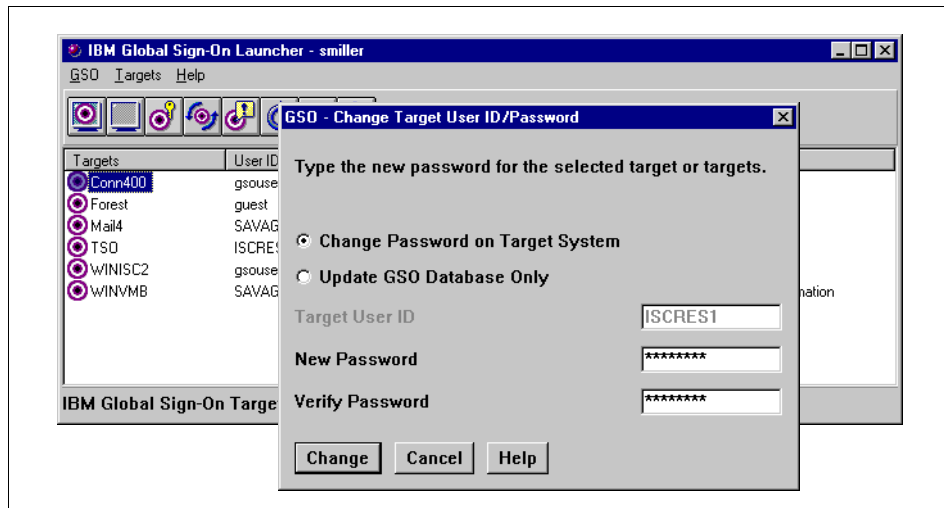 IBM Global Sign-On Launcher - smiller
GSO Targets Help
GSO - Change Target User ID/Password
Targets User ID
Type the new password for the selected target or targets.
Conn400 gsouse
Forest guest
Mail4 SAVAG
TSO ISCRES
Change Password on Target System
WINISC2 gsouse
Update GSO Database Only
WINVMB SAVAG mation
Target User ID ISCRES1
New Password ********
Verify Password ********
IBM Global Sign-On Targe
Change Cancel Help